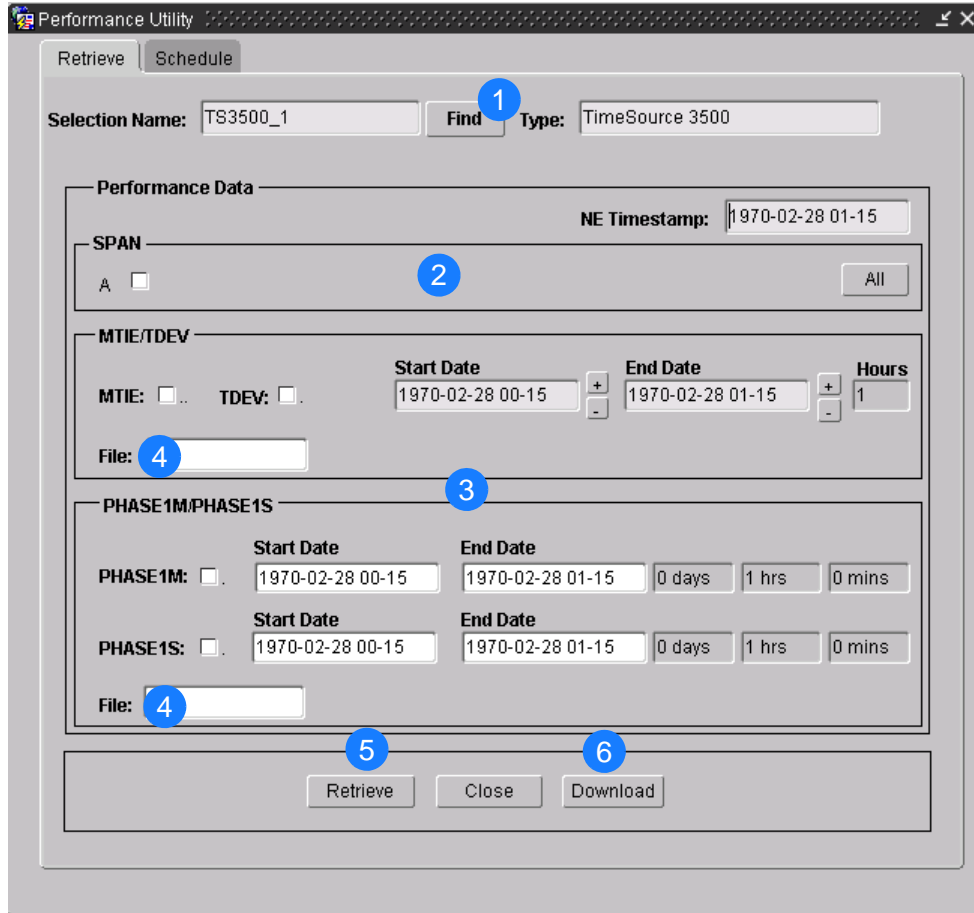 Performance Utility
Retrieve Schedule
1
Selection Name: TS3500_1 Find Type: TimeSource 3500
Performance Data
NE Timestamp: 1970-02-28 01-15
SPAN
A 2 All
MTIE/TDEV
Start Date End Date Hours
MTIE: .. TDEV: . 1970-02-28 00-15 + - 1970-02-28 01-15 + - 1
File: 4
3
PHASE1M/PHASE1S
Start Date End Date
PHASE1M: . 1970-02-28 00-15 1970-02-28 01-15 0 days 1 hrs 0 mins
Start Date End Date
PHASE1S: . 1970-02-28 00-15 1970-02-28 01-15 0 days 1 hrs 0 mins
File: 4
5 6
Retrieve Close Download